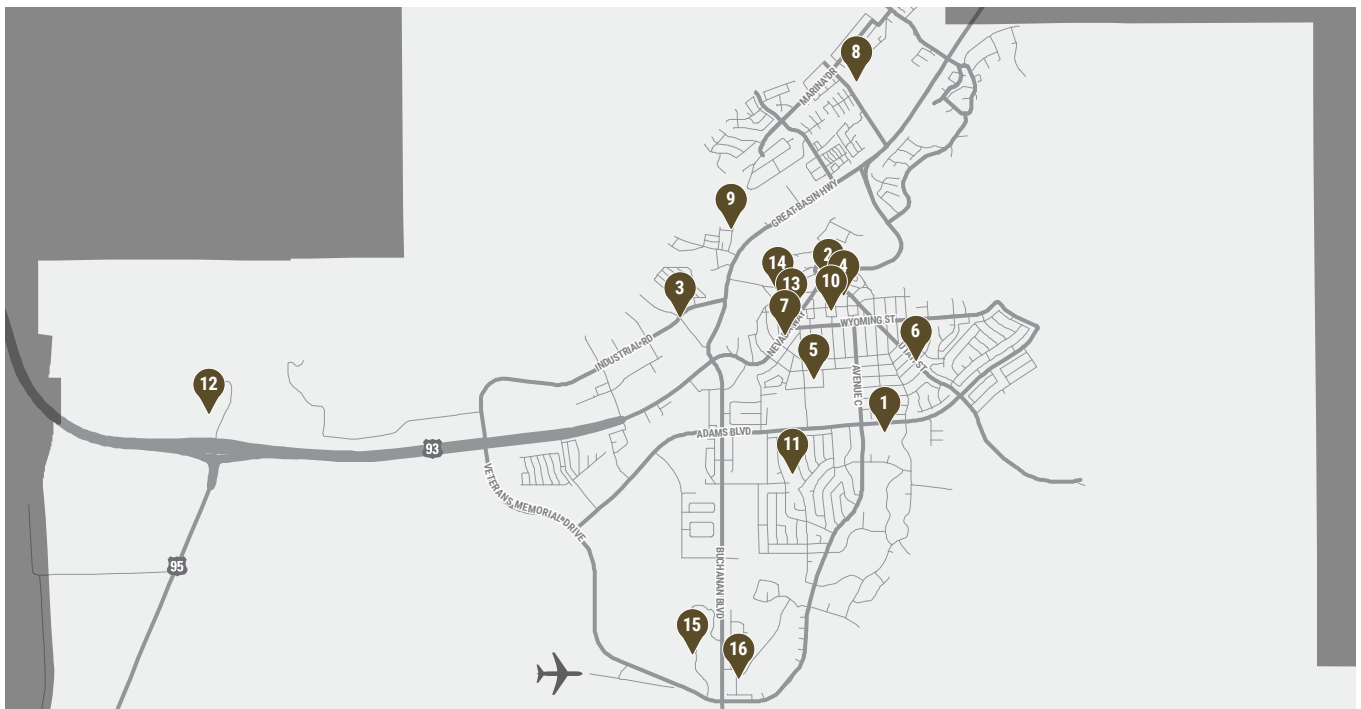 8
MARINA DR
9
GREAT BASIN HWY
2
14
4
13
10
3
7
WYOMING ST
NEVADA WAY
6
INDUSTRIAL RD
5
UTAH ST
12
AVENUE C
1
ADAMS BLVD
93
11
VETERANS MEMORIAL DRIVE
95
BUCHANAN BLVD
15
16